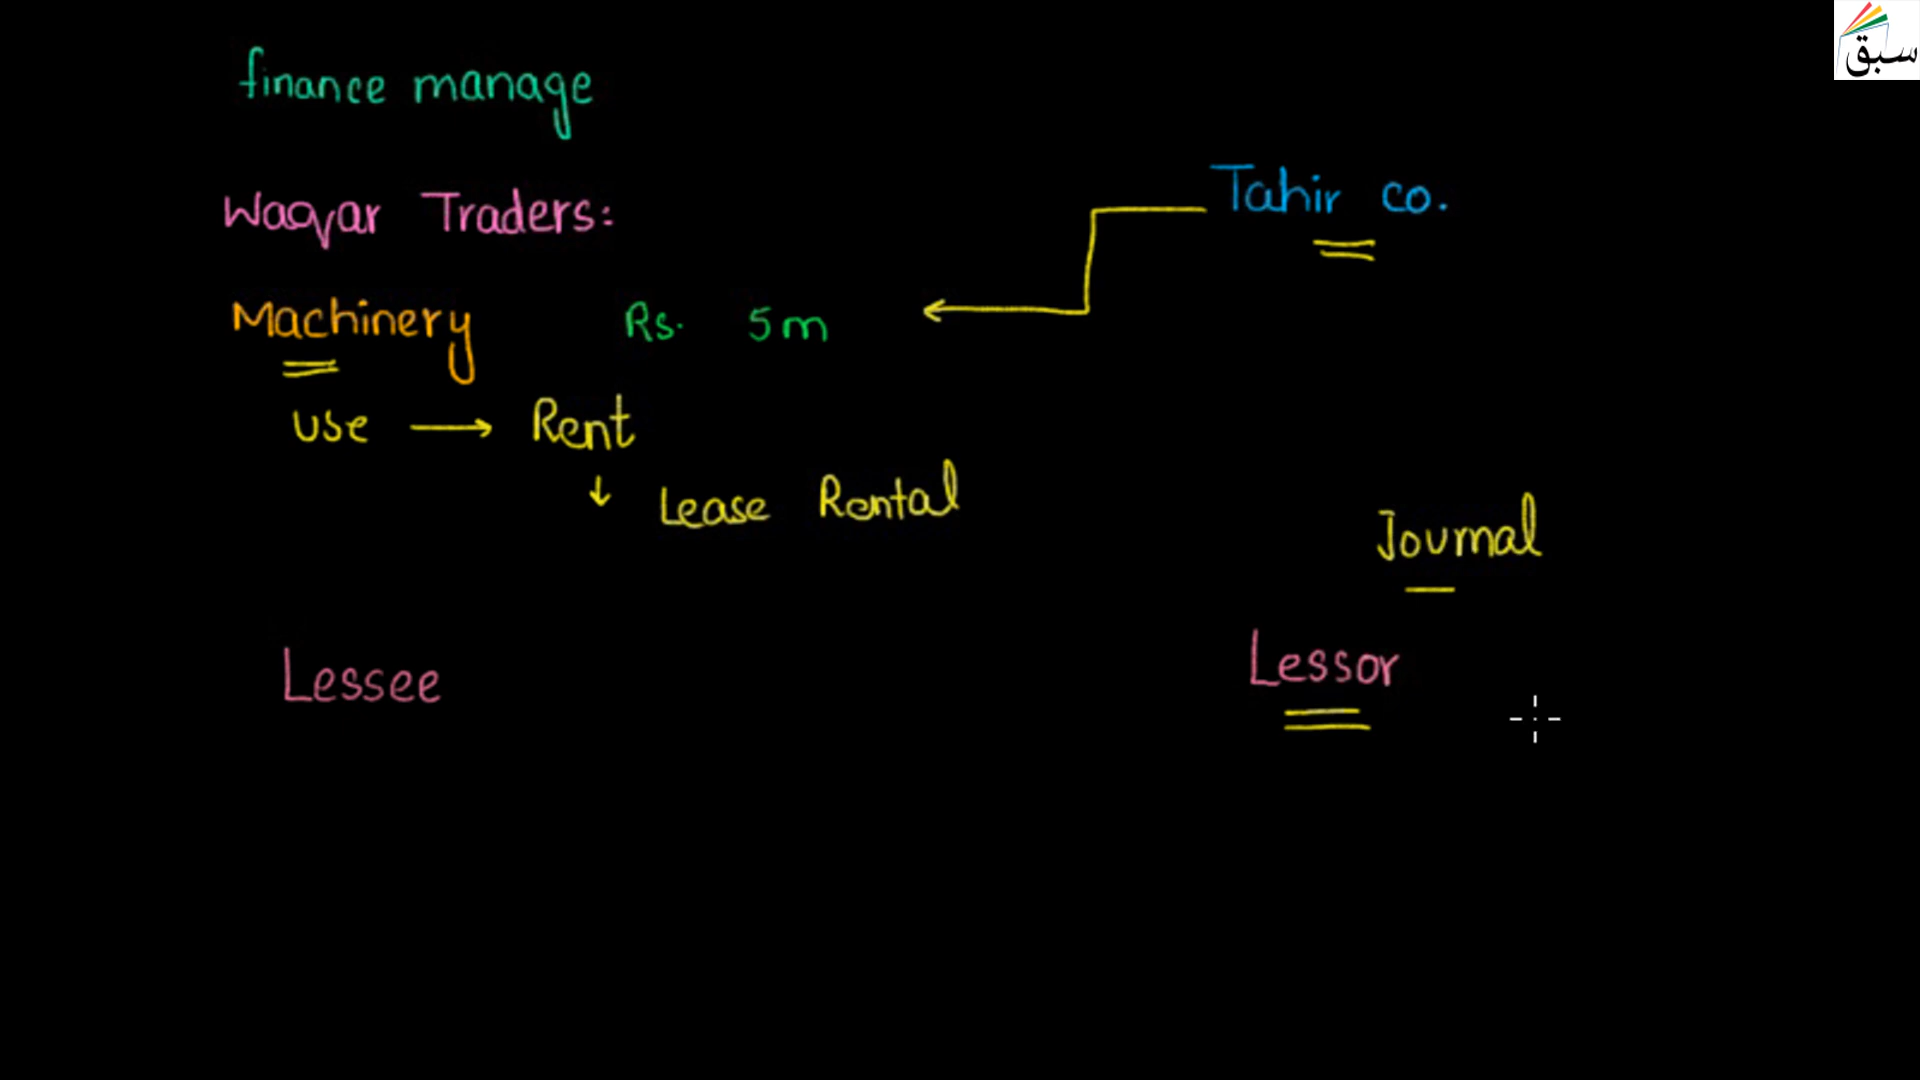 سبق
finance manage
Waqar Traders:
Tahir co.
Machinery Rs. 5m
Use → Rent
↓ Lease Rental
Journal
Lessee
Lessor